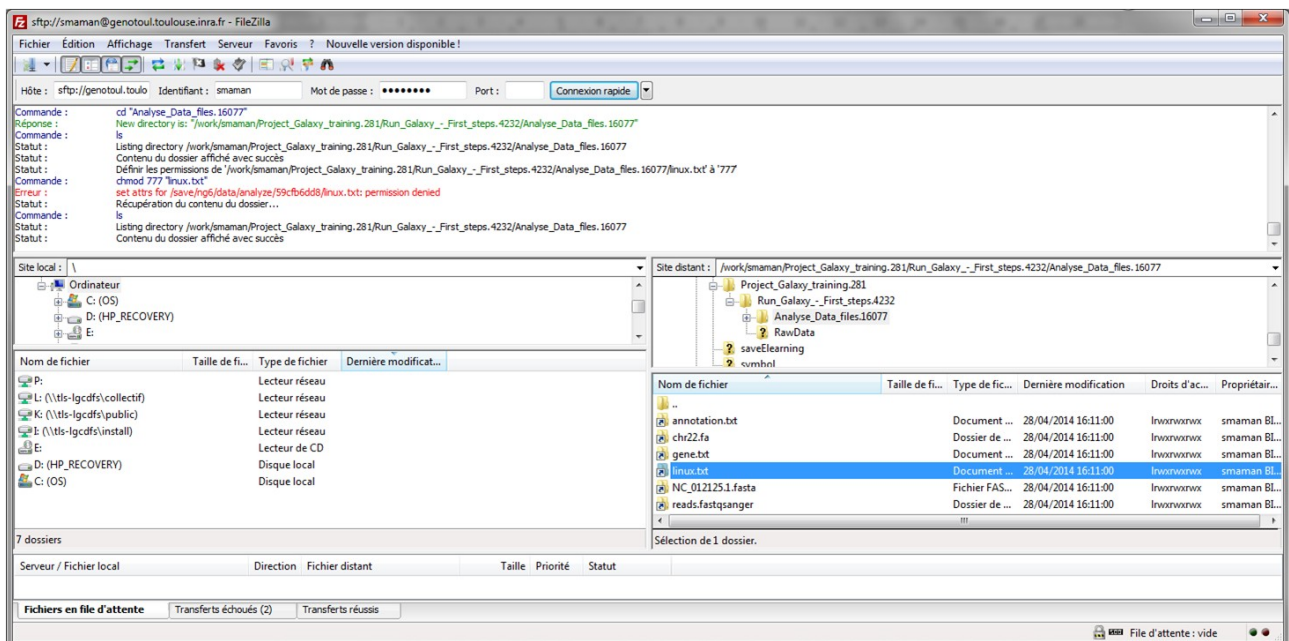 sftp://smaman@genotoul.toulouse.inra.fr - FileZilla
Fichier Édition Affichage Transfert Serveur Favoris ? Nouvelle version disponible !
Hôte : sftp://genotoul.toulo Identifiant : smaman Mot de passe : ●●●●●●●● Port : Connexion rapide
Commande : cd "Analyse_Data_files.16077"
Réponse : New directory is: "/work/smaman/Project_Galaxy_training.281/Run_Galaxy_-_First_steps.4232/Analyse_Data_files.16077"
Commande : ls
Statut : Listing directory /work/smaman/Project_Galaxy_training.281/Run_Galaxy_-_First_steps.4232/Analyse_Data_files.16077
Statut : Contenu du dossier affiché avec succès
Statut : Définir les permissions de '/work/smaman/Project_Galaxy_training.281/Run_Galaxy_-_First_steps.4232/Analyse_Data_files.16077/linux.txt' à '777'
Commande : chmod 777 "linux.txt"
Erreur : set attrs for /save/ng6/data/analyze/59cfb6dd8/linux.txt: permission denied
Statut : Récupération du contenu du dossier...
Commande : ls
Statut : Listing directory /work/smaman/Project_Galaxy_training.281/Run_Galaxy_-_First_steps.4232/Analyse_Data_files.16077
Statut : Contenu du dossier affiché avec succès
Site local : \
Ordinateur
C: (OS)
D: (HP_RECOVERY)
E:
Nom de fichier Taille de fi... Type de fichier Dernière modificat...
P: Lecteur réseau
L: (\\tls-lgcdfs\collectif) Lecteur réseau
K: (\\tls-lgcdfs\public) Lecteur réseau
I: (\\tls-lgcdfs\install) Lecteur réseau
E: Lecteur de CD
D: (HP_RECOVERY) Disque local
C: (OS) Disque local
7 dossiers
Site distant : /work/smaman/Project_Galaxy_training.281/Run_Galaxy_-_First_steps.4232/Analyse_Data_files.16077
Project_Galaxy_training.281
Run_Galaxy_-_First_steps.4232
Analyse_Data_files.16077
RawData
saveElearning
symbol
Nom de fichier Taille de fi... Type de fic... Dernière modification Droits d'ac... Propriétair...
..
annotation.txt Document ... 28/04/2014 16:11:00 lrwxrwxrwx smaman BI...
chr22.fa Dossier de ... 28/04/2014 16:11:00 lrwxrwxrwx smaman BI...
gene.txt Document ... 28/04/2014 16:11:00 lrwxrwxrwx smaman BI...
linux.txt Document ... 28/04/2014 16:11:00 lrwxrwxrwx smaman BI...
NC_012125.1.fasta Fichier FAS... 28/04/2014 16:11:00 lrwxrwxrwx smaman BI...
reads.fastqsanger Dossier de ... 28/04/2014 16:11:00 lrwxrwxrwx smaman BI...
Sélection de 1 dossier.
Serveur / Fichier local Direction Fichier distant Taille Priorité Statut
Fichiers en file d'attente Transferts échoués (2) Transferts réussis
File d'attente : vide